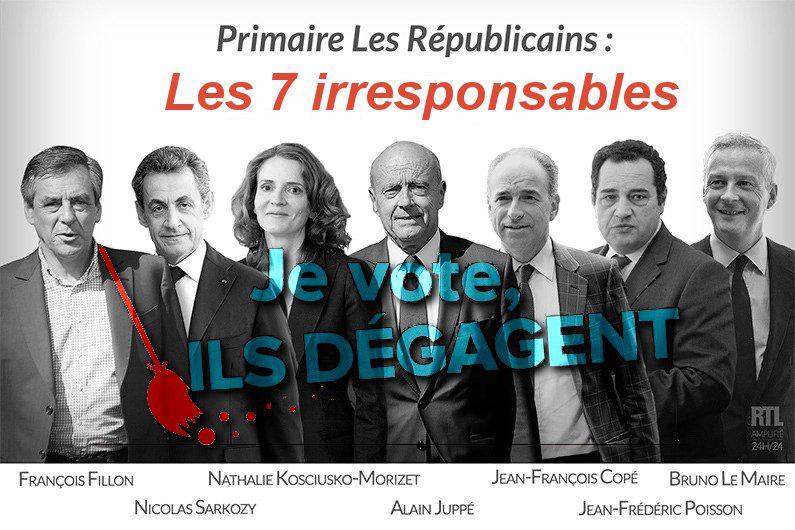 Primaire Les Républicains :
Les 7 irresponsables
Je vote,
ILS DÉGAGENT
RTL
AMPLIFIÉ
24H/24
François Fillon
Nathalie Kosciusko-Morizet
Jean-François Copé
Bruno Le Maire
Nicolas Sarkozy
Alain Juppé
Jean-Frédéric Poisson